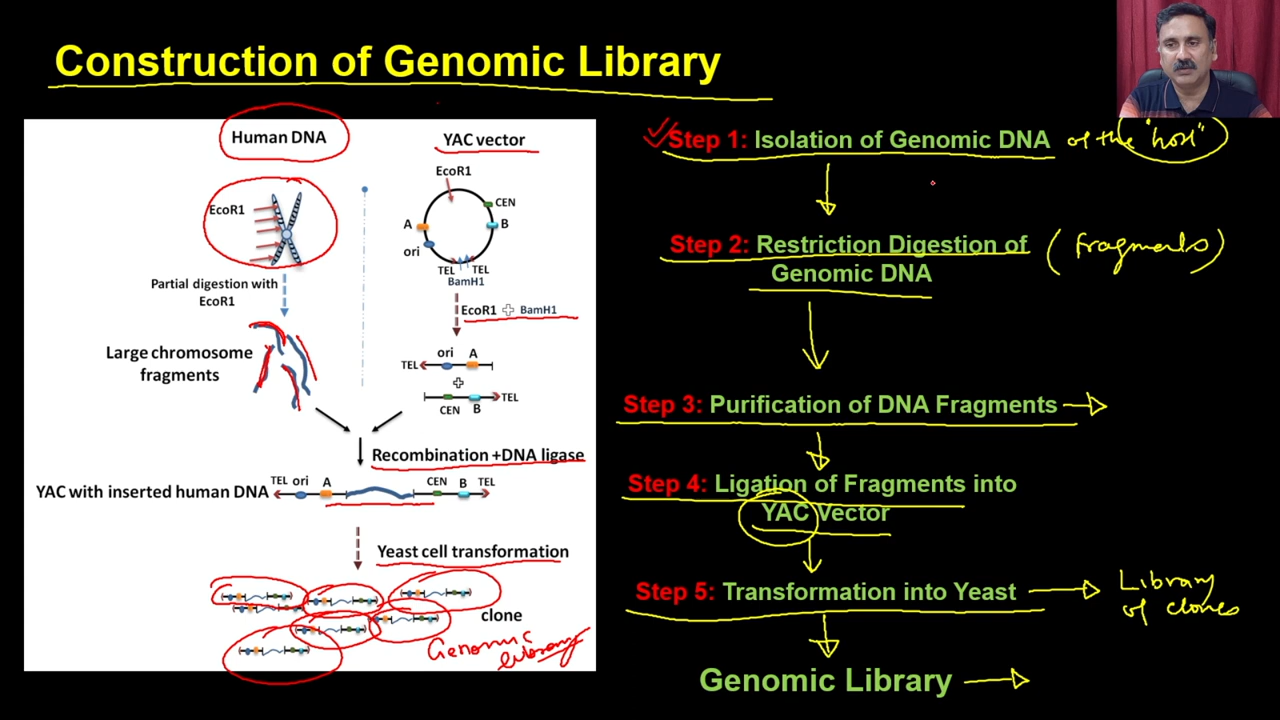 Construction of Genomic Library
Human DNA
EcoR1
Partial digestion with
EcoR1
Large chromosome
fragments
YAC vector
EcoR1
CEN
A
B
ori
TEL TEL
BamH1
EcoR1 + BamH1
ori A
TEL
+
TEL
CEN B
Recombination +DNA ligase
TEL ori A CEN B TEL
YAC with inserted human DNA
Yeast cell transformation
clone
Genomic
library
Step 1: Isolation of Genomic DNA of the "host"
Step 2: Restriction Digestion of (fragments)
Genomic DNA
Step 3: Purification of DNA Fragments
Step 4: Ligation of Fragments into
YAC Vector
Step 5: Transformation into Yeast
Library
of clones
Genomic Library